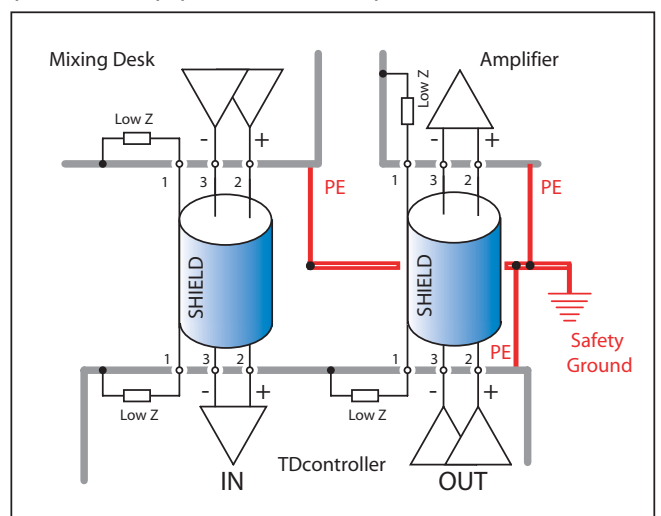 Mixing Desk
Amplifier
Low Z
Low Z
- +
- +
1 3 2
1 3 2
PE
PE
SHIELD
SHIELD
Safety
Ground
PE
1 3 2
1 3 2
- +
- +
Low Z
Low Z
TDcontroller
IN
OUT